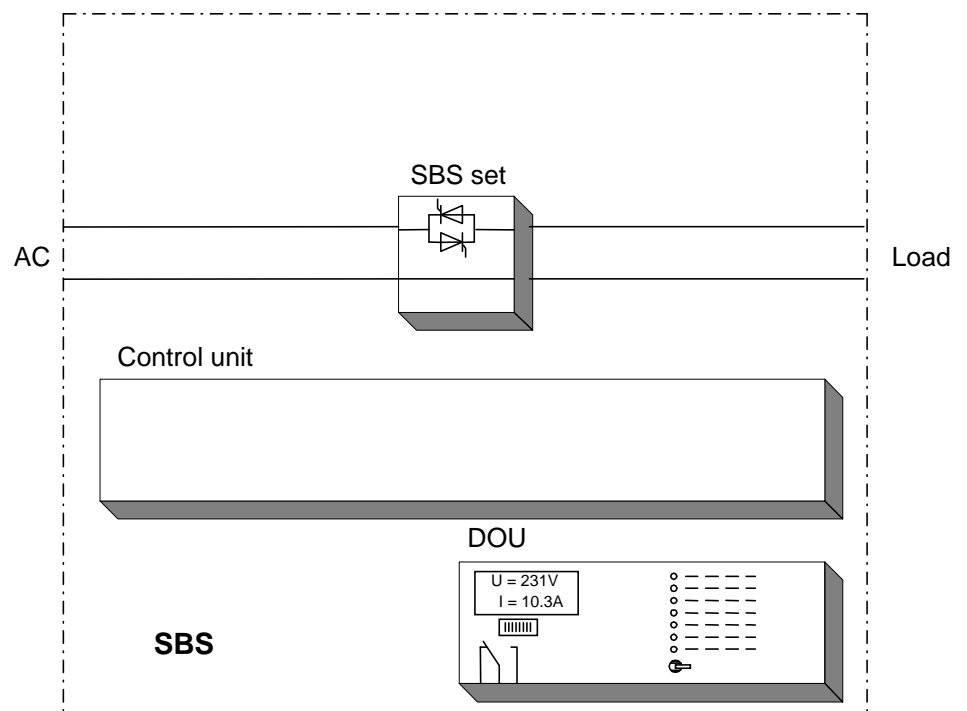 SBS set
AC
Load
Control unit
DOU
U = 231V
I = 10.3A
SBS